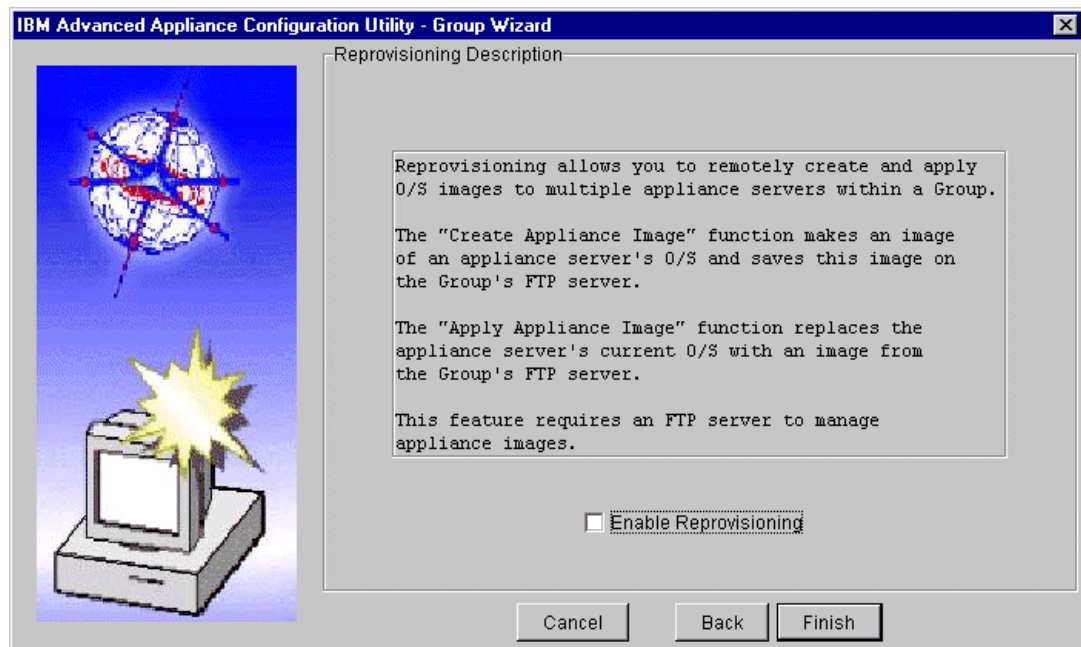 IBM Advanced Appliance Configuration Utility - Group Wizard
Reprovisioning Description
Reprovisioning allows you to remotely create and apply
O/S images to multiple appliance servers within a Group.
The "Create Appliance Image" function makes an image
of an appliance server's O/S and saves this image on
the Group's FTP server.
The "Apply Appliance Image" function replaces the
appliance server's current O/S with an image from
the Group's FTP server.
This feature requires an FTP server to manage
appliance images.
Enable Reprovisioning
Cancel Back Finish